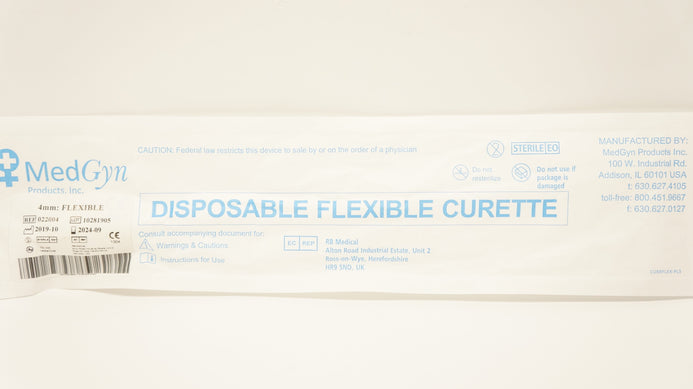 MedGyn
Products, Inc.
4mm: FLEXIBLE
REF 022004 LOT 10281905
2019-10 2024-09
CE
CAUTION: Federal law restricts this device to sale by or on the order of a physician
STERILE EO
Do not
resterilize
Do not use if
package is
damaged
DISPOSABLE FLEXIBLE CURETTE
Consult accompanying document for:
Warnings & Cautions
Instructions for Use
EC REP
RB Medical
Alton Road Industrial Estate, Unit 2
Ross-on-Wye, Herefordshire
HR9 5ND, UK
MANUFACTURED BY:
MedGyn Products Inc.
100 W. Industrial Rd.
Addison, IL 60101 USA
t: 630.627.4105
toll-free: 800.451.9667
f: 630.627.0127